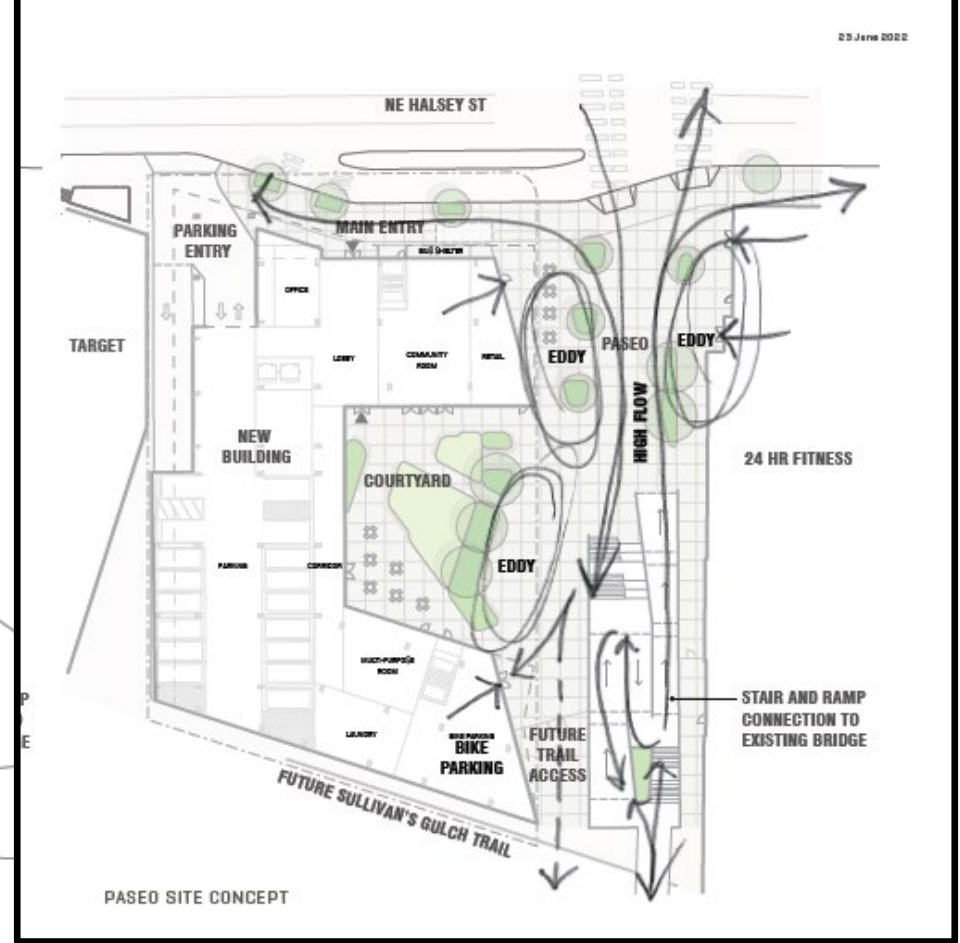 23 June 2022
NE HALSEY ST
MAIN ENTRY
PARKING
ENTRY
BUS SHELTER
OFFICE
TARGET
LOBBY
COMMUNITY
ROOM
RETAIL
EDDY
PASEO
EDDY
HIGH FLOW
NEW
BUILDING
24 HR FITNESS
COURTYARD
PARKING
CORRIDOR
EDDY
MULTI-PURPOSE
ROOM
STAIR AND RAMP
CONNECTION TO
EXISTING BRIDGE
P
E
LAUNDRY
BIKE PARKING
BIKE
PARKING
FUTURE
TRAIL
ACCESS
FUTURE SULLIVAN'S GULCH TRAIL
PASEO SITE CONCEPT